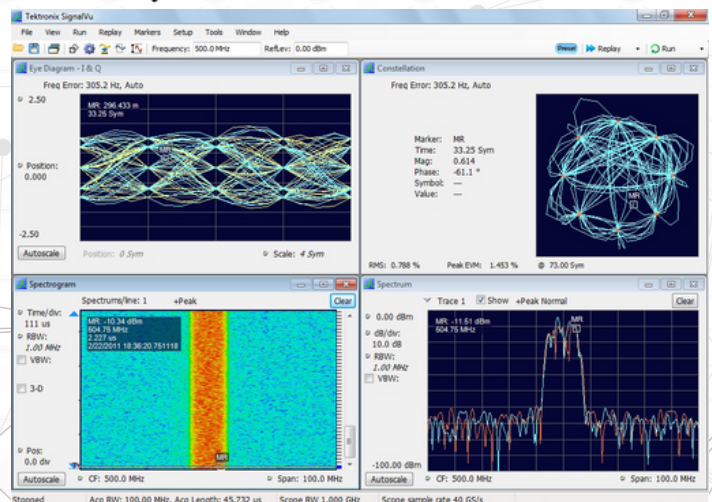 Tektronix SignalVu
File View Run Replay Markers Setup Tools Window Help
Frequency: 500.0 MHz RefLev: 0.00 dBm Preset Replay Run
Eye Diagram - I & Q
Freq Error: 305.2 Hz, Auto
2.50
MR: 296.433 m
33.25 Sym
MR
Position:
0.000
-2.50
Autoscale Position: 0 Sym Scale: 4 Sym
Constellation
Freq Error: 305.2 Hz, Auto
Marker: MR
Time: 33.25 Sym
Mag: 0.614
Phase: -61.1 °
Symbol: ---
Value: ---
MR
RMS: 0.788 % Peak EVM: 1.453 % @ 73.00 Sym
Spectrogram
Spectrums/line: 1 +Peak Clear
Time/div:
111 us
RBW:
1.00 MHz
VBW:
3-D
Pos:
0.0 div
MR: -10.34 dBm
504.75 MHz
2.227 us
2/22/2011 18:36:20.751118
MR
Autoscale CF: 500.0 MHz Span: 100.0 MHz
Spectrum
Trace 1 Show +Peak Normal Clear
0.00 dBm
dB/div:
10.0 dB
RBW:
1.00 MHz
VBW:
MR: -11.51 dBm
504.75 MHz
MR
-100.00 dBm
Autoscale CF: 500.0 MHz Span: 100.0 MHz
Stopped Acq BW: 100.00 MHz, Acq Length: 45.732 us Scope BW 1.000 GHz Scope sample rate 40 GS/s